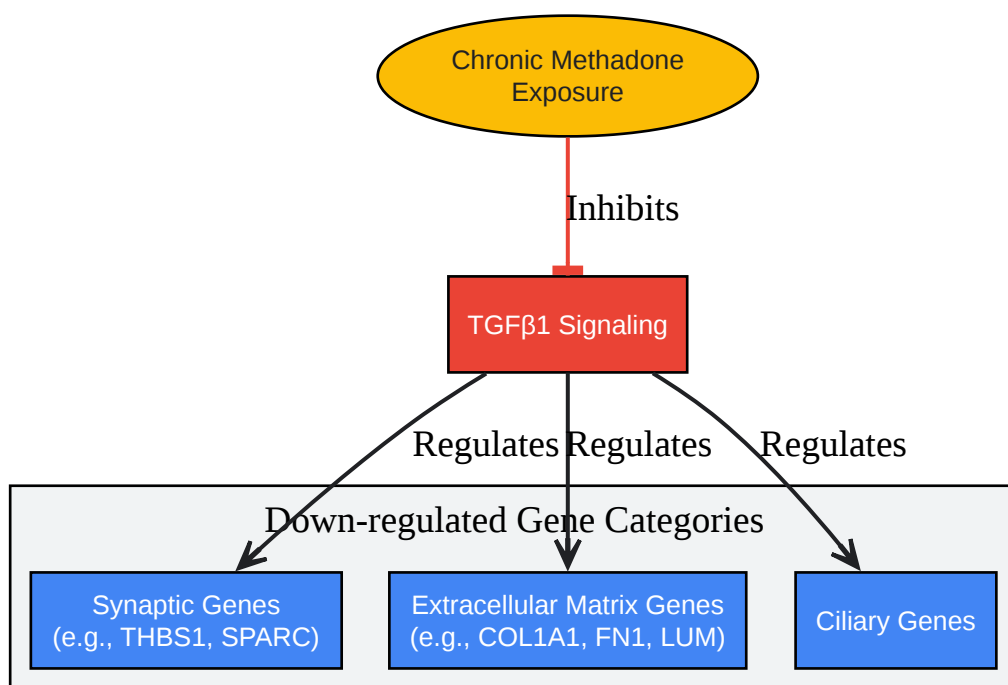 Chronic Methadone
Exposure
Inhibits
TGFβ1 Signaling
Regulates
Regulates
Regulates
Down-regulated Gene Categories
Synaptic Genes
(e.g., THBS1, SPARC)
Extracellular Matrix Genes
(e.g., COL1A1, FN1, LUM)
Ciliary Genes